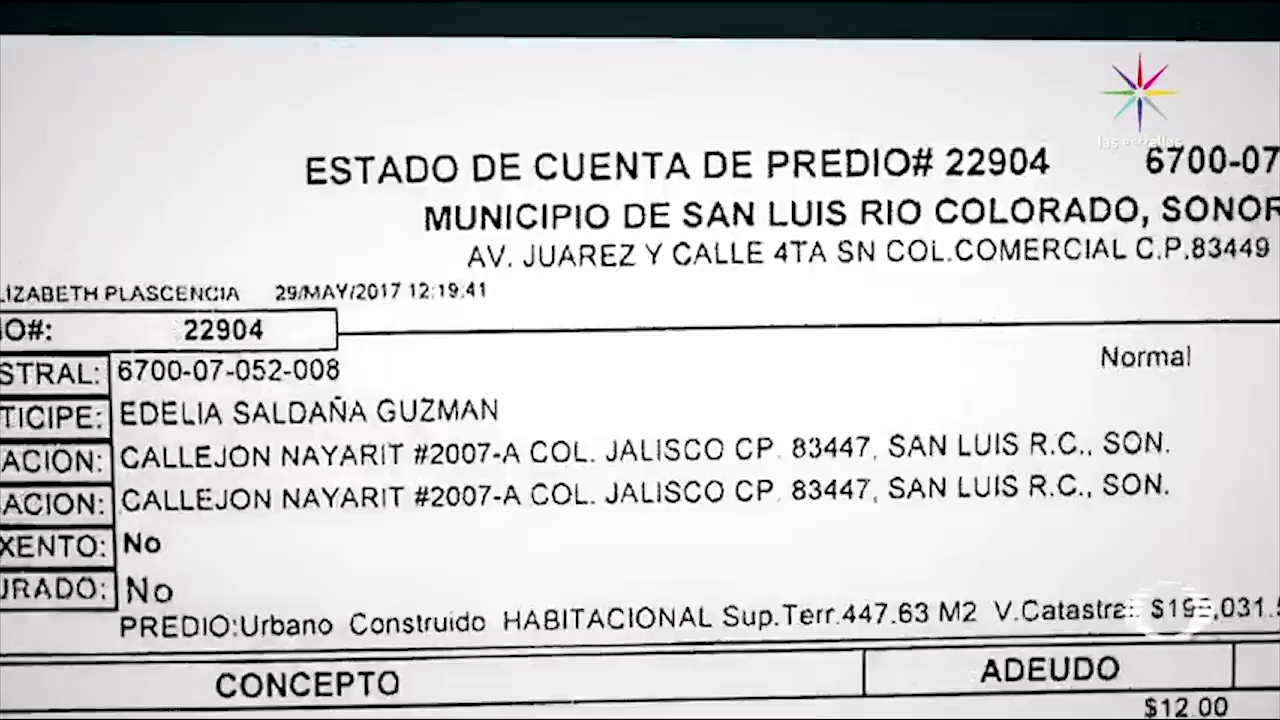 las estrellas
ESTADO DE CUENTA DE PREDIO# 22904 6700-07
MUNICIPIO DE SAN LUIS RIO COLORADO, SONOR
AV. JUAREZ Y CALLE 4TA SN COL.COMERCIAL C.P.83449
LIZABETH PLASCENCIA 29/MAY/2017 12:19:41
O#: 22904
Normal
STRAL: 6700-07-052-008
TICIPE: EDELIA SALDAÑA GUZMAN
ACION: CALLEJON NAYARIT #2007-A COL. JALISCO CP. 83447, SAN LUIS R.C., SON.
ACION: CALLEJON NAYARIT #2007-A COL. JALISCO CP. 83447, SAN LUIS R.C., SON.
XENTO: No
URADO: No
PREDIO:Urbano Construido HABITACIONAL Sup.Terr.447.63 M2
CONCEPTO ADEUDO
$12.00